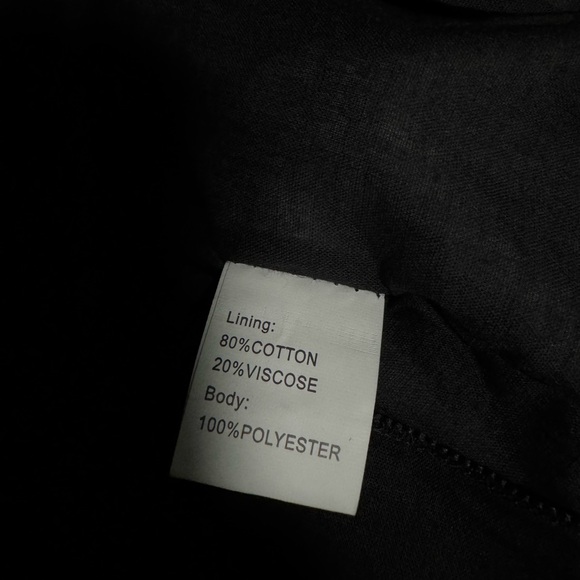 Lining:
80%COTTON
20%VISCOSE
Body:
100%POLYESTER